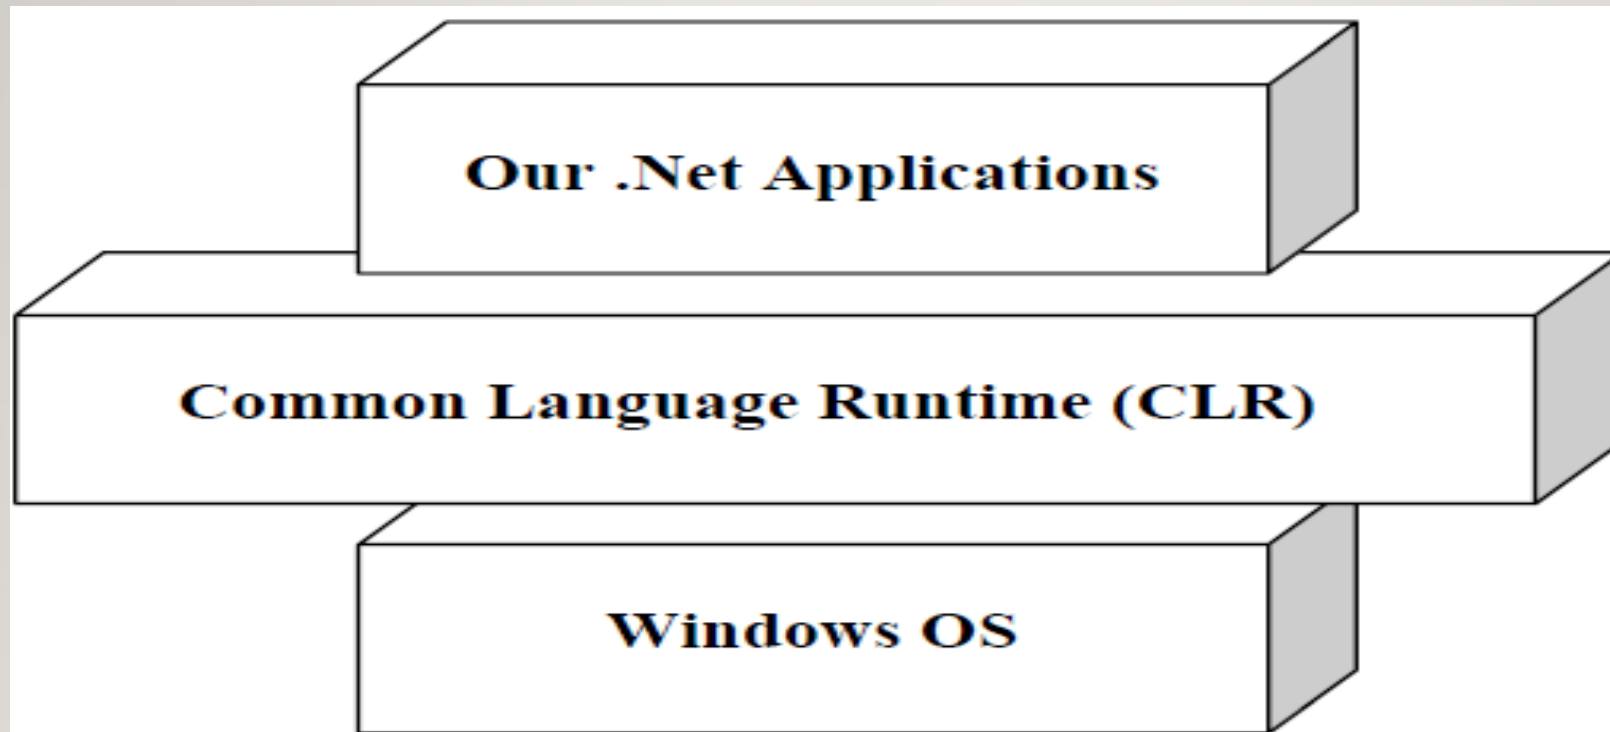 Our .Net Applications
Common Language Runtime (CLR)
Windows OS